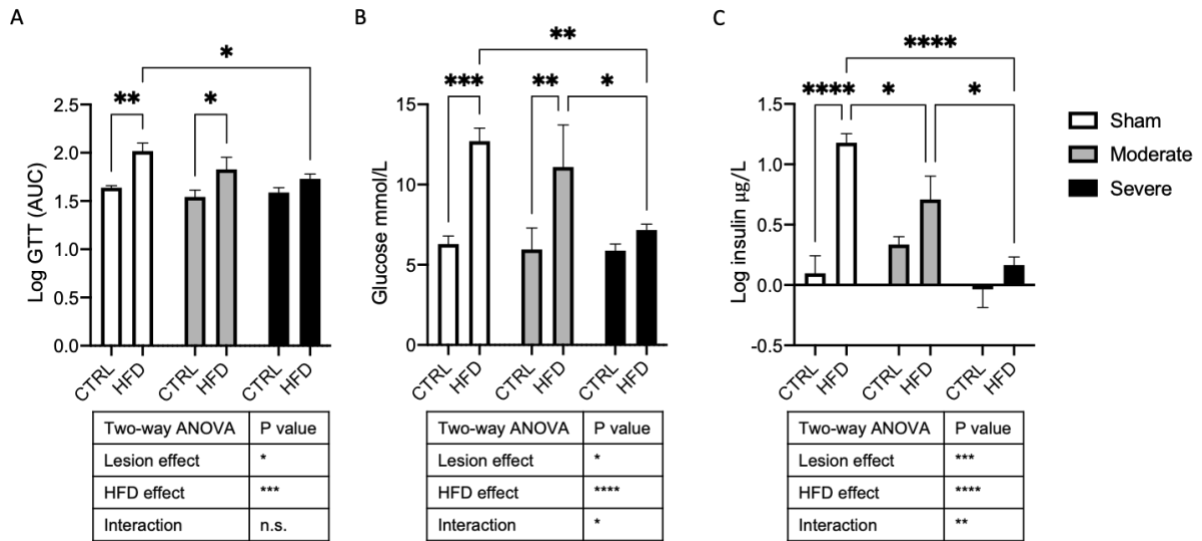 A
Log GTT (AUC)
2.5
2.0
1.5
1.0
0.5
0.0
**
*
*
CTRL
HFD
CTRL
HFD
CTRL
HFD
Two-way ANOVA P value
Lesion effect *
HFD effect ***
Interaction n.s.
B
Glucose mmol/L
15
10
5
0
**
***
**
*
CTRL
HFD
CTRL
HFD
CTRL
HFD
Two-way ANOVA P value
Lesion effect *
HFD effect ****
Interaction *
C
Log insulin µg/L
1.5
1.0
0.5
0.0
-0.5
****
****
*
*
CTRL
HFD
CTRL
HFD
CTRL
HFD
Two-way ANOVA P value
Lesion effect ***
HFD effect ****
Interaction **
Sham
Moderate
Severe